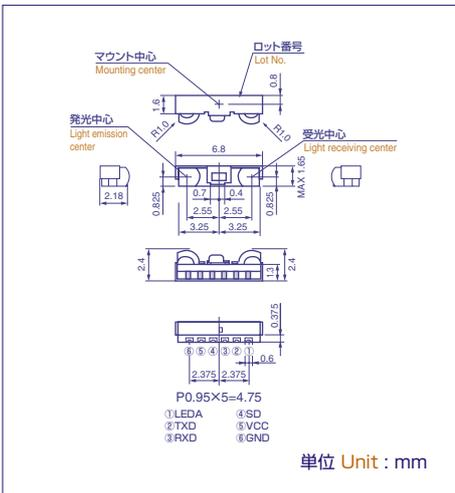 マウント中心
Mounting center
ロット番号
Lot No.
0.8
1.6
発光中心
Light emission
center
R1.0
R1.0
受光中心
Light receiving center
6.8
MAX 1.65
2.18
0.825
0.7
0.4
0.825
2.55
2.55
3.25
3.25
2.4
1.3
2.4
0.375
⑥⑤④③②①
0.6
2.375
2.375
P0.95×5=4.75
①LEDA ④SD
②TXD ⑤VCC
③RXD ⑥GND
単位 Unit : mm